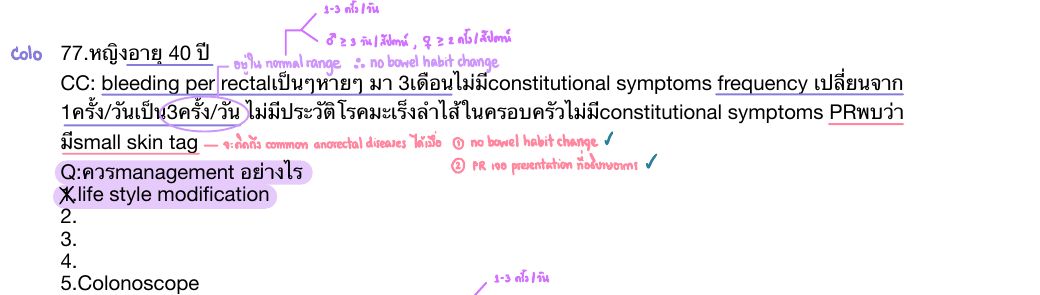 1-3 ครั้ง/วัน
♂ ≥ 3 วัน/สัปดาห์ , ♀ ≥ 2 ครั้ง/สัปดาห์
Colo 77.หญิงอายุ 40 ปี
อยู่ใน normal range ∴ no bowel habit change
CC: bleeding per rectalเป็นๆหายๆ มา 3เดือนไม่มีconstitutional symptoms frequency เปลี่ยนจาก
1ครั้ง/วันเป็น3ครั้ง/วัน ไม่มีประวัติโรคมะเร็งลำไส้ในครอบครัวไม่มีconstitutional symptoms PRพบว่า
มีsmall skin tag — จะคิดถึง common anorectal diseases ได้เมื่อ ① no bowel habit change ✓
② PR เจอ presentation ที่อธิบายอาการ ✓
Q:ควรmanagement อย่างไร
1.life style modification
2.
3.
4.
5.Colonoscope
1-3 ครั้ง/วัน